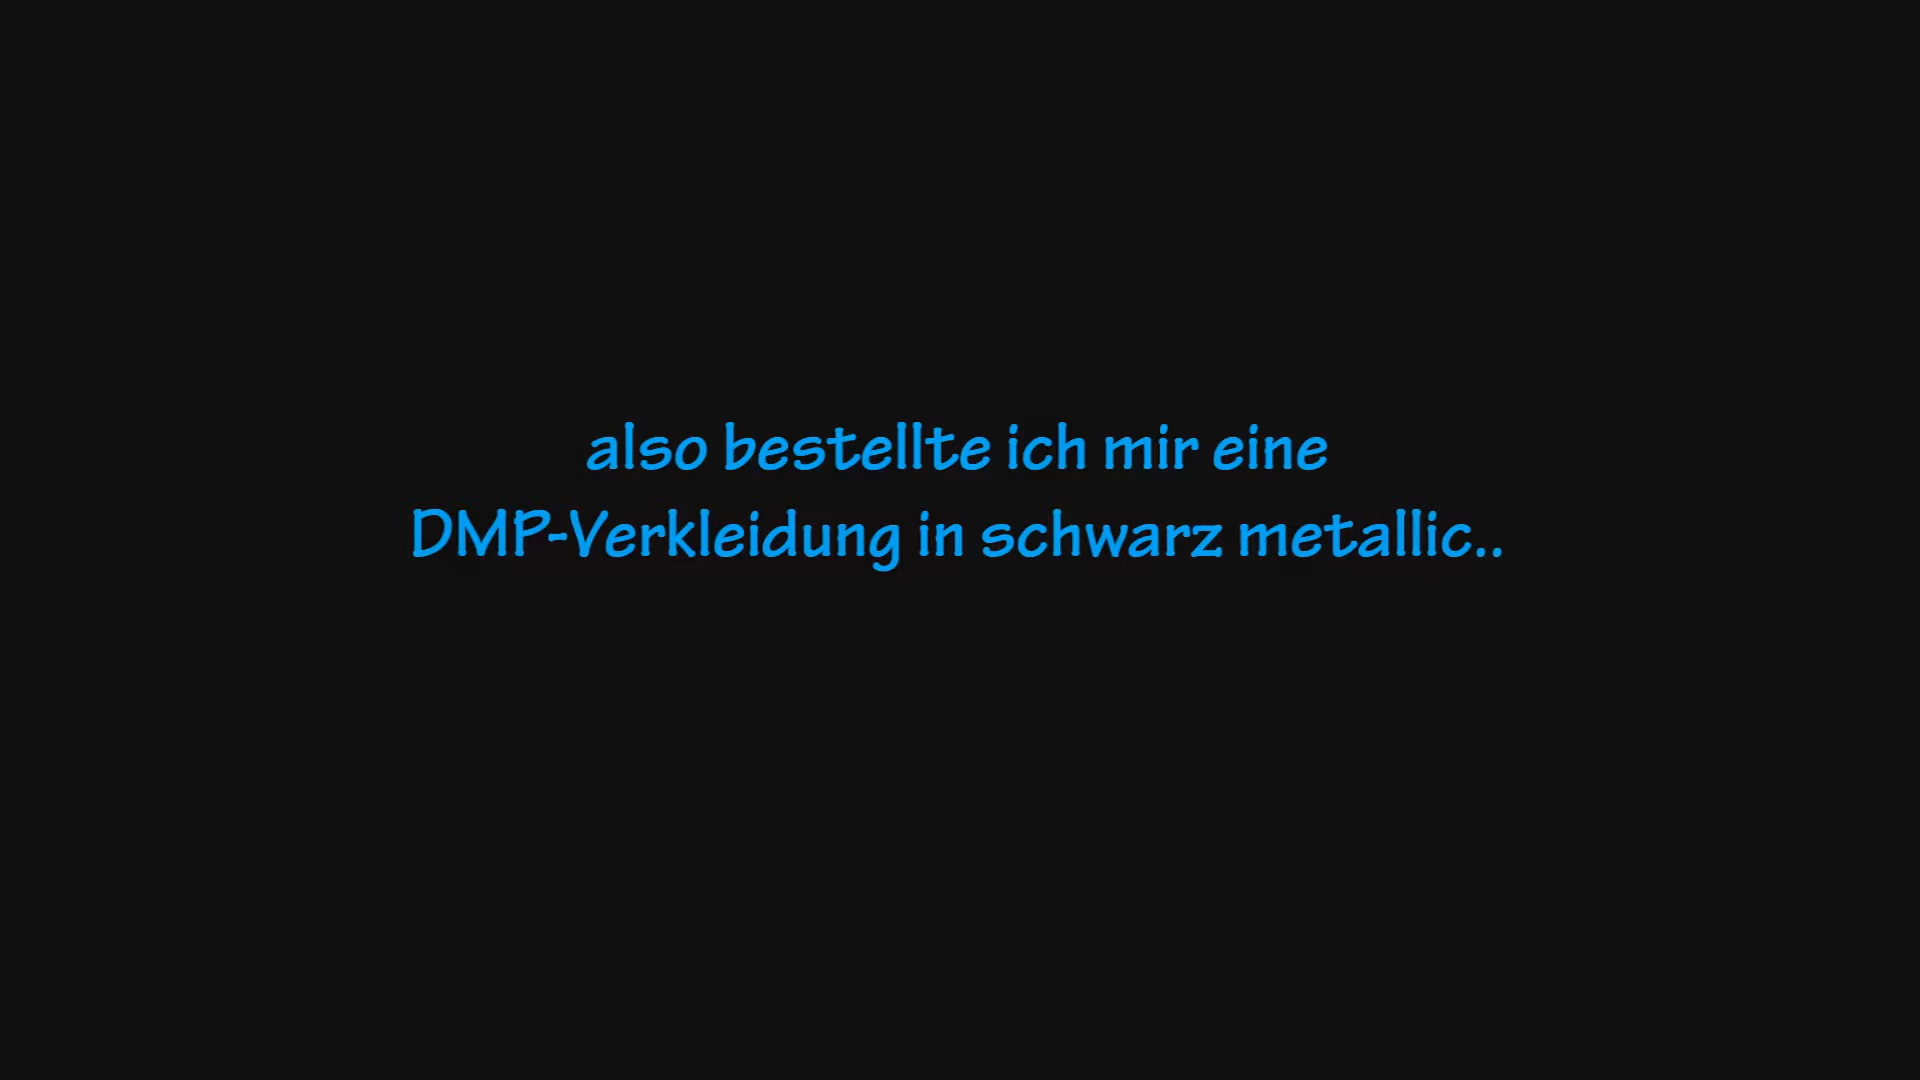 also bestellte ich mir eine
DMP-Verkleidung in schwarz metallic..